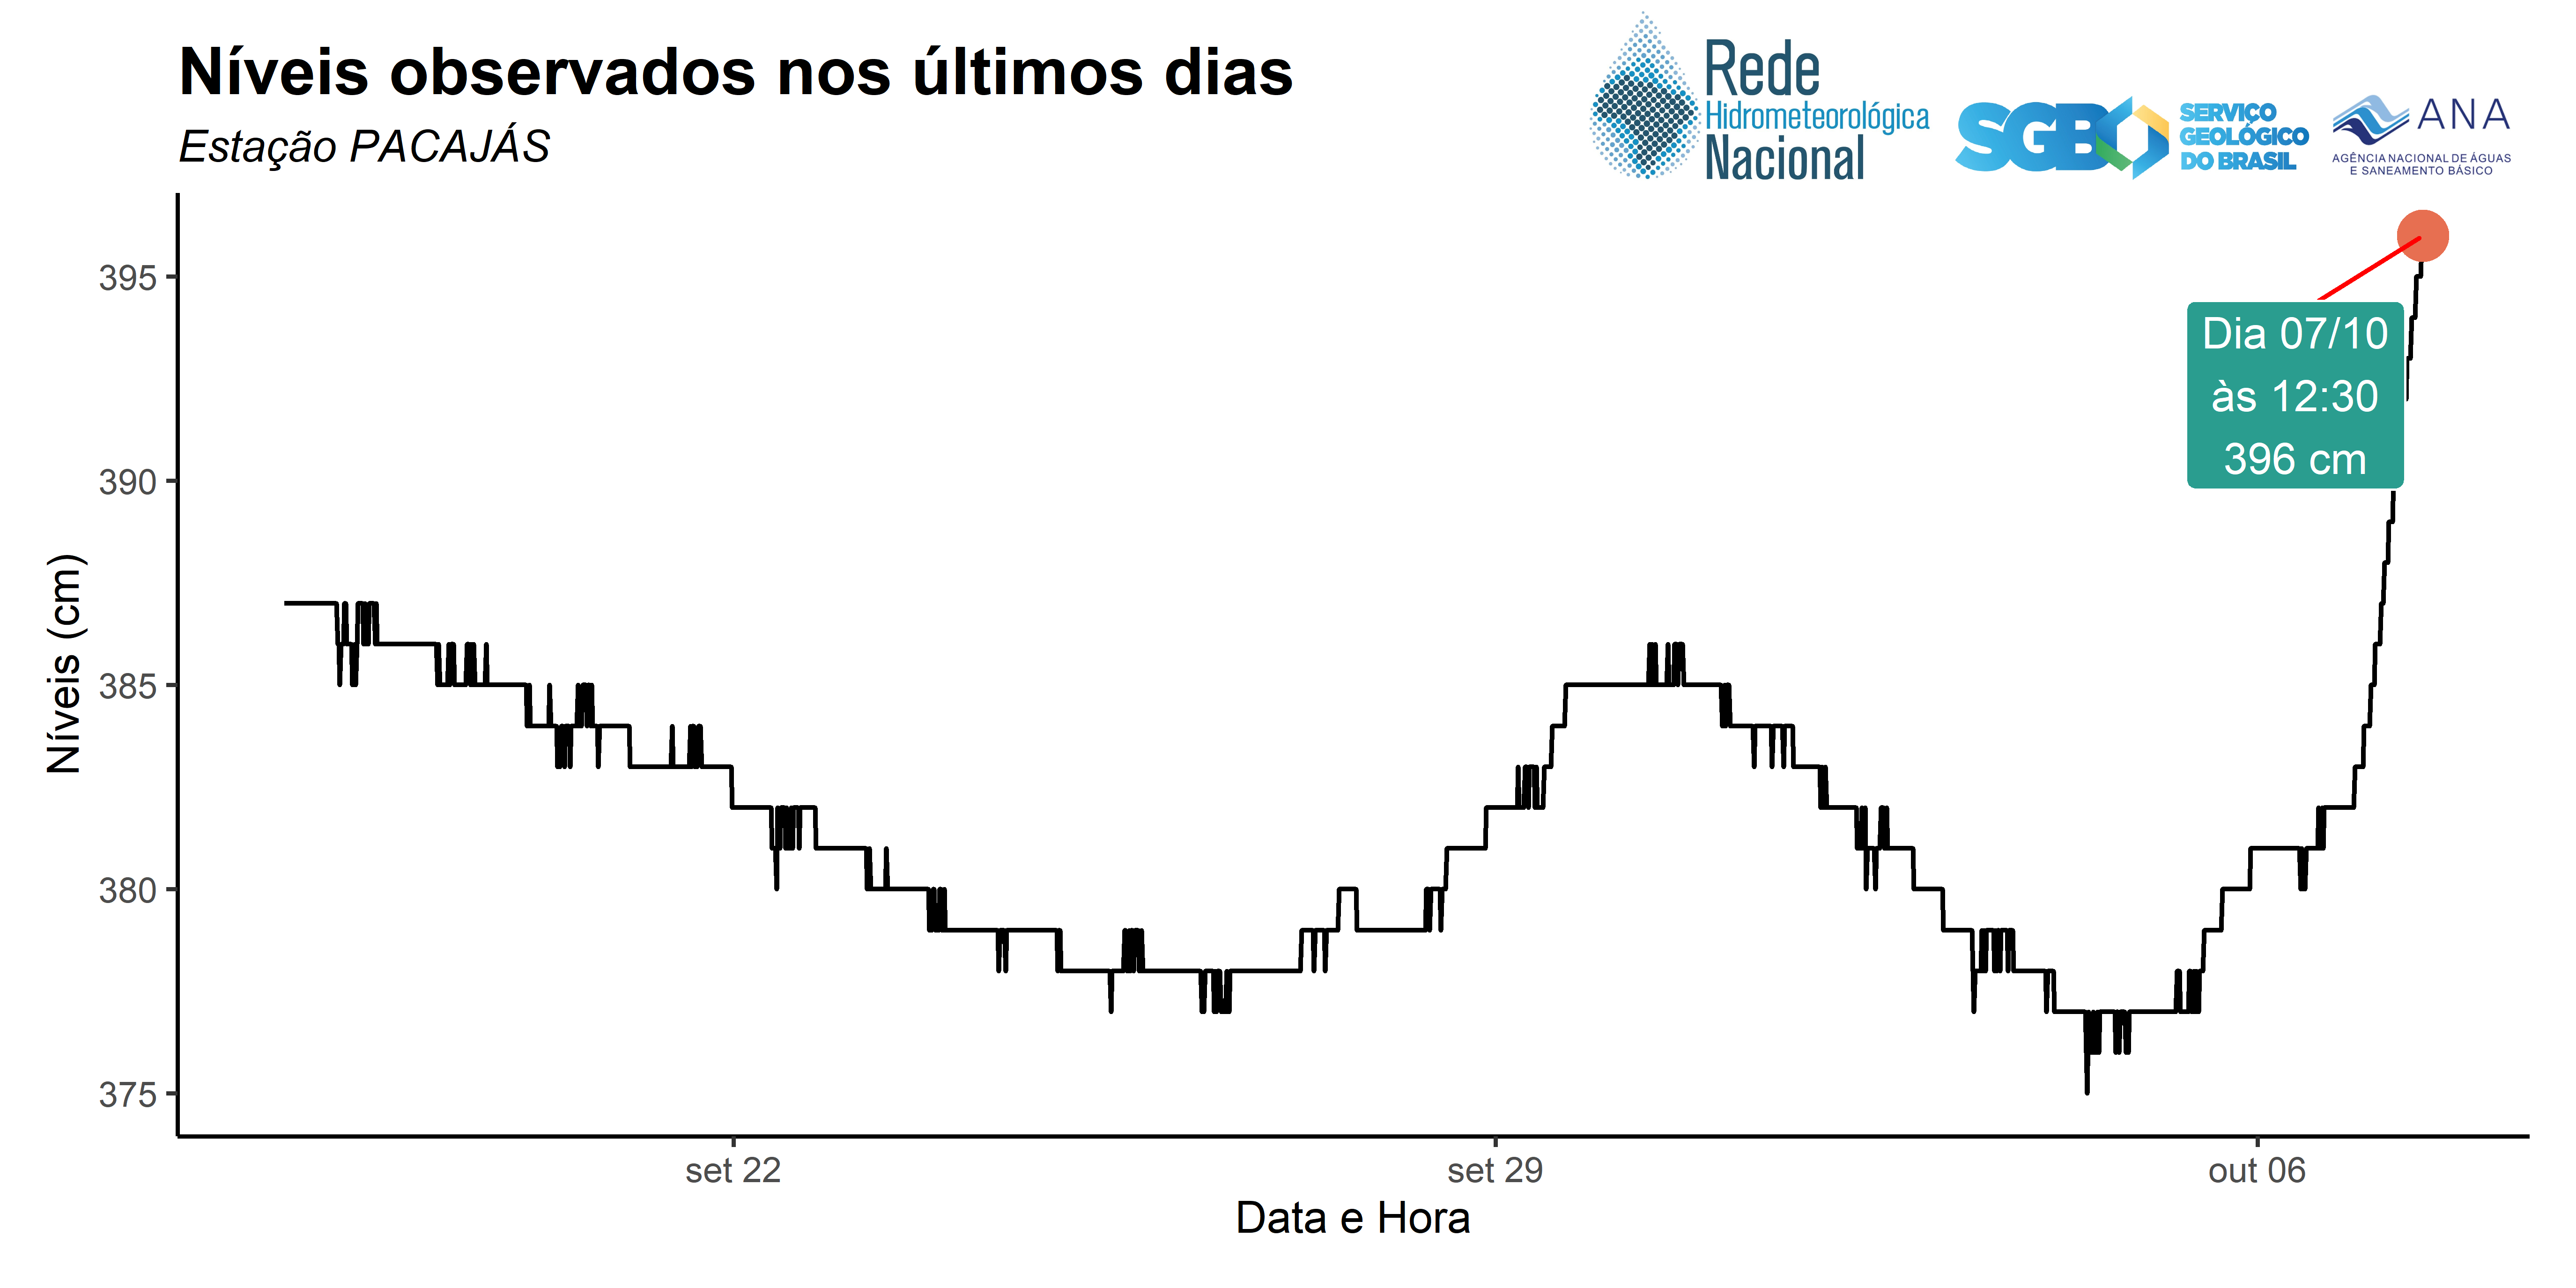 Níveis observados nos últimos dias
Estação PACAJÁS
Rede
Hidrometeorológica
Nacional
SGB
SERVIÇO
GEOLÓGICO
DO BRASIL
ANA
AGÊNCIA NACIONAL DE ÁGUAS
E SANEAMENTO BÁSICO
395
390
385
380
375
Níveis (cm)
Dia 07/10
às 12:30
396 cm
set 22
set 29
out 06
Data e Hora